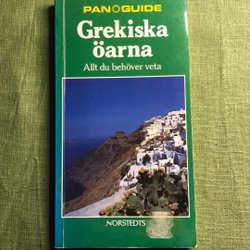 PAN GUIDE
Grekiska
öarna
Allt du behöver veta
NORSTEDTS